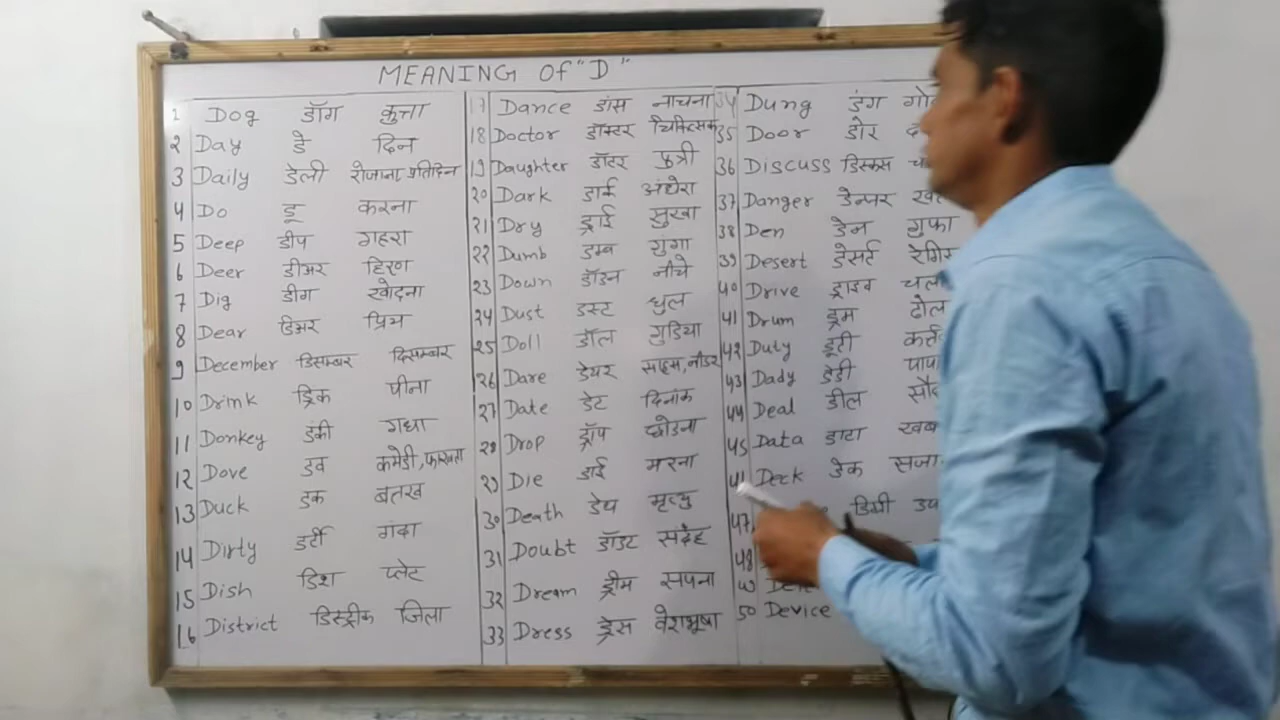 MEANING OF "D"
1 Dog डॉग कुत्ता
2 Day डे दिन
3 Daily डेली रोजाना प्रतिदिन
4 Do डू करना
5 Deep डीप गहरा
6 Deer डीअर हिरण
7 Dig डीग खोदना
8 Dear डिअर प्रिय
9 December डिसम्बर दिसम्बर
10 Drink ड्रिंक पीना
11 Donkey डंकी गधा
12 Dove डव कमेडी, फाख्ता
13 Duck डक बतख
14 Dirty डर्टी गंदा
15 Dish डिश प्लेट
16 District डिस्ट्रीक जिला
17 Dance डांस नाचना
18 Doctor डॉक्टर चिकित्सक
19 Daughter डॉटर पुत्री
20 Dark डार्क अंधेरा
21 Dry ड्राई सुखा
22 Dumb डम्ब गुगा
23 Down डॉउन नीचे
24 Dust डस्ट धुल
25 Doll डॉल गुडिया
26 Dare डेयर साहस, नीडर
27 Date डेट दिनांक
28 Drop ड्रॉप छोडना
29 Die डाई मरना
30 Death डेथ मृत्यु
31 Doubt डॉउट संदेह
32 Dream ड्रीम सपना
33 Dress ड्रेस वेशभूषा
34 Dung डंग
35 Door डोर
36 Discuss डिस्कस
37 Danger डेन्जर
38 Den डेन गुफा
39 Desert डेसर्ट
40 Drive ड्राइव
41 Drum ड्रम ढोल
42 Duty डूटी
43 Dady डेडी
44 Deal डील
45 Data डाटा
Deck डेक
47 डिग्री
48
50 Device